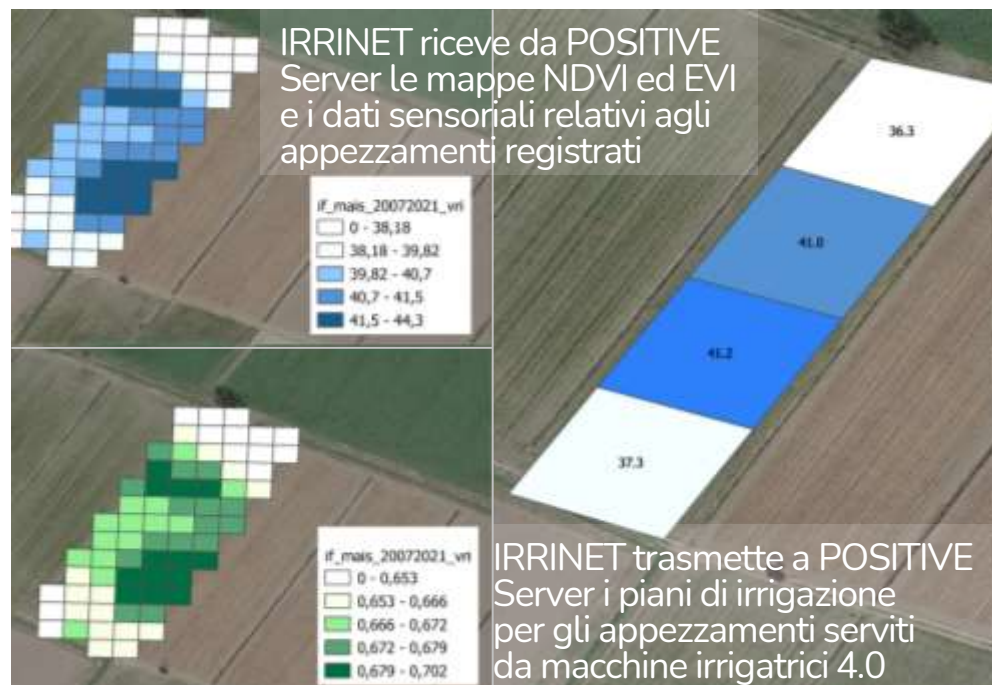 IRRINET riceve da POSITIVE
Server le mappe NDVI ed EVI
e i dati sensoriali relativi agli
appezzamenti registrati
if_mais_20072021_vri
0 - 38,18
38,18 - 39,82
39,82 - 40,7
40,7 - 41,5
41,5 - 44,3
36.3
41.0
41.2
37.3
if_mais_20072021_vri
0 - 0,653
0,653 - 0,666
0,666 - 0,672
0,672 - 0,679
0,679 - 0,702
IRRINET trasmette a POSITIVE
Server i piani di irrigazione
per gli appezzamenti serviti
da macchine irrigatrici 4.0